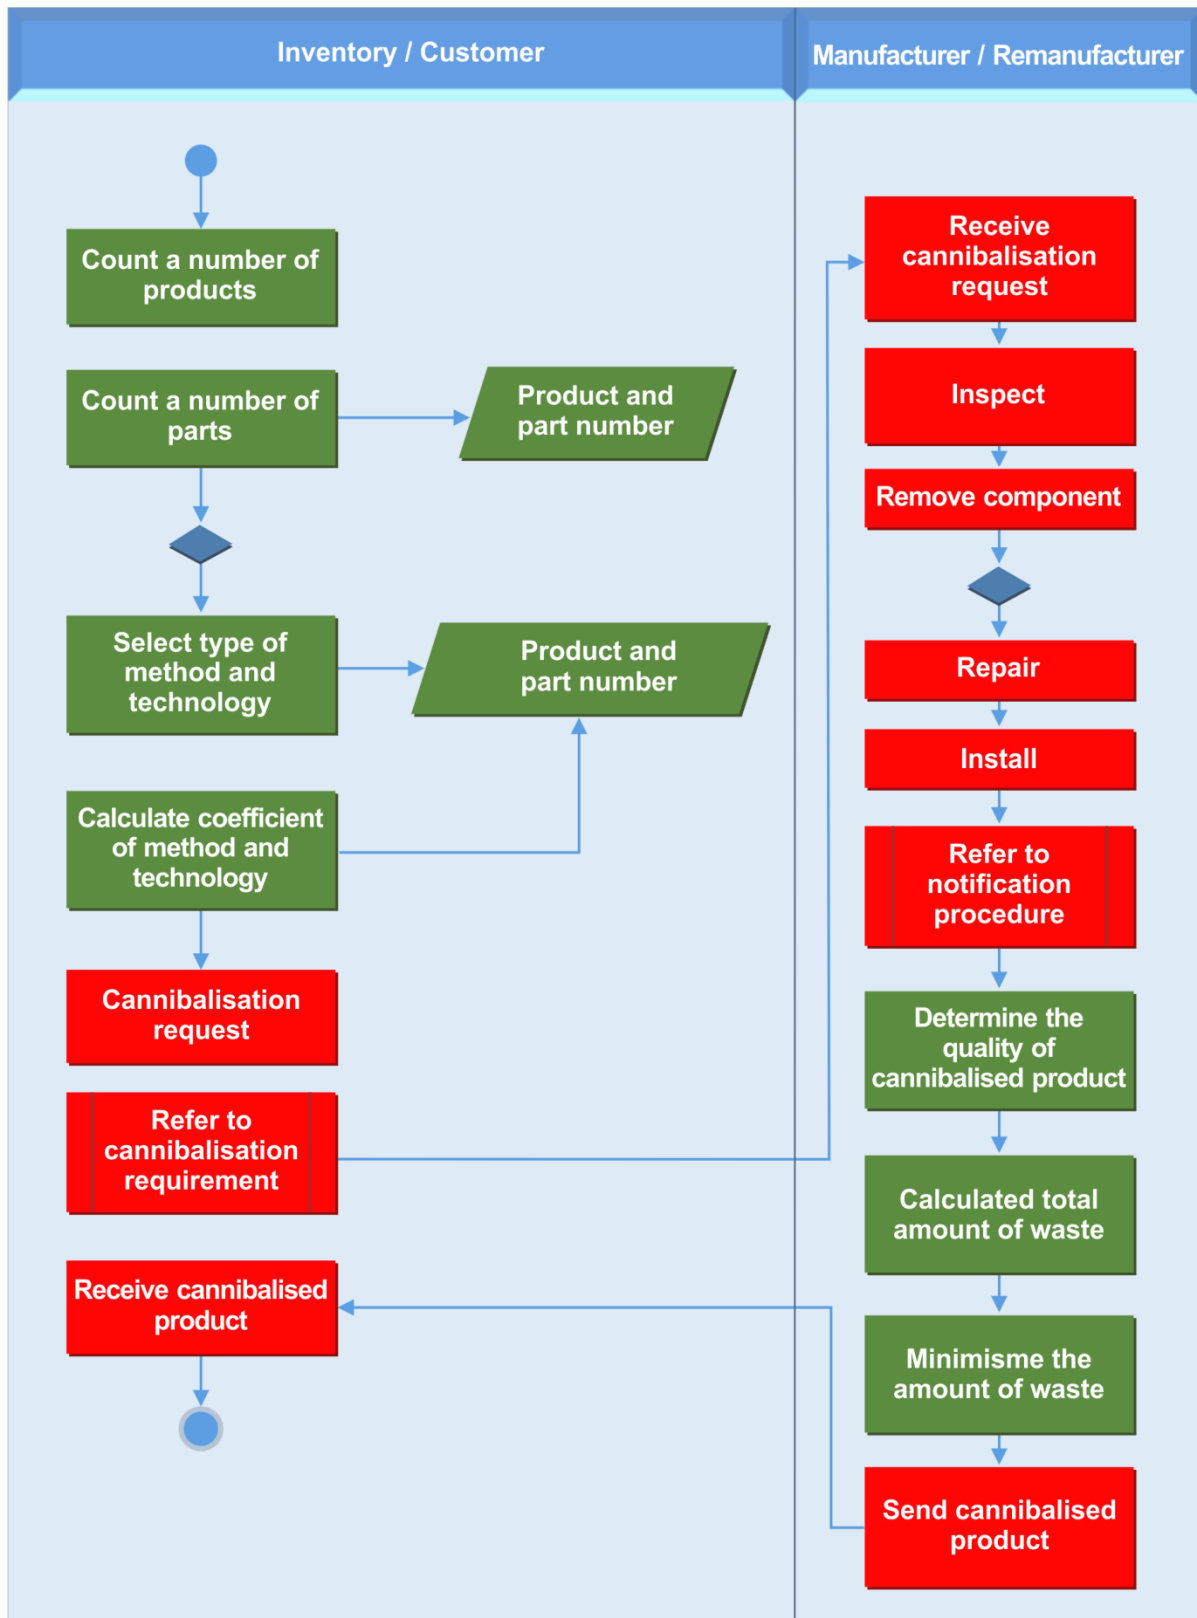 Inventory / Customer
Manufacturer / Remanufacturer
Count a number of
products
Count a number of
parts
Product and
part number
Select type of
method and
technology
Product and
part number
Calculate coefficient
of method and
technology
Cannibalisation
request
Refer to
cannibalisation
requirement
Receive cannibalised
product
Receive
cannibalisation
request
Inspect
Remove component
Repair
Install
Refer to
notification
procedure
Determine the
quality of
cannibalised product
Calculated total
amount of waste
Minimisme the
amount of waste
Send cannibalised
product